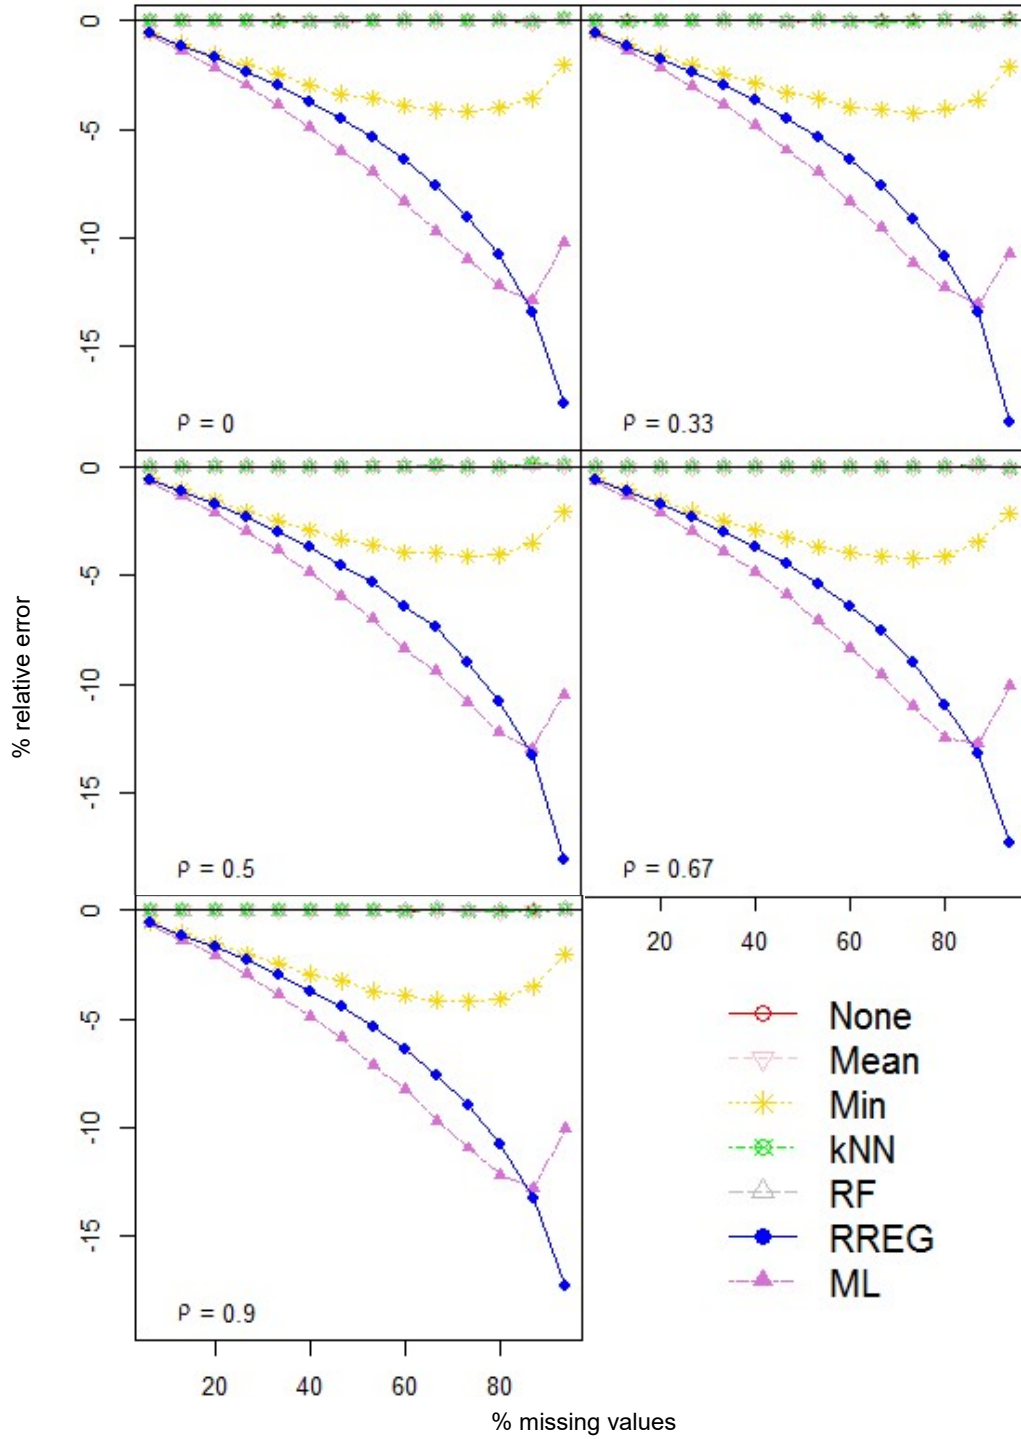 0
-5
-10
-15
ρ = 0
ρ = 0.33
0
-5
-10
-15
% relative error
ρ = 0.5
ρ = 0.67
20 40 60 80
0
-5
-10
-15
ρ = 0.9
None
Mean
Min
kNN
RF
RREG
ML
20 40 60 80
% missing values